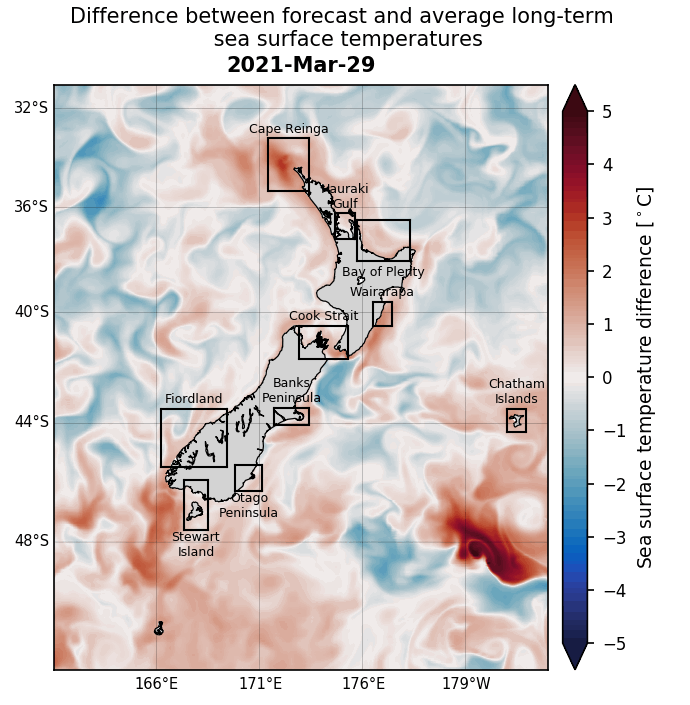 Difference between forecast and average long-term
sea surface temperatures
2021-Mar-29
32°S
36°S
40°S
44°S
48°S
166°E
171°E
176°E
179°W
Cape Reinga
Hauraki
Gulf
Bay of Plenty
Wairarapa
Cook Strait
Banks
Peninsula
Fiordland
Chatham
Islands
Otago
Peninsula
Stewart
Island
5
4
3
2
1
0
−1
−2
−3
−4
−5
Sea surface temperature difference [°C]